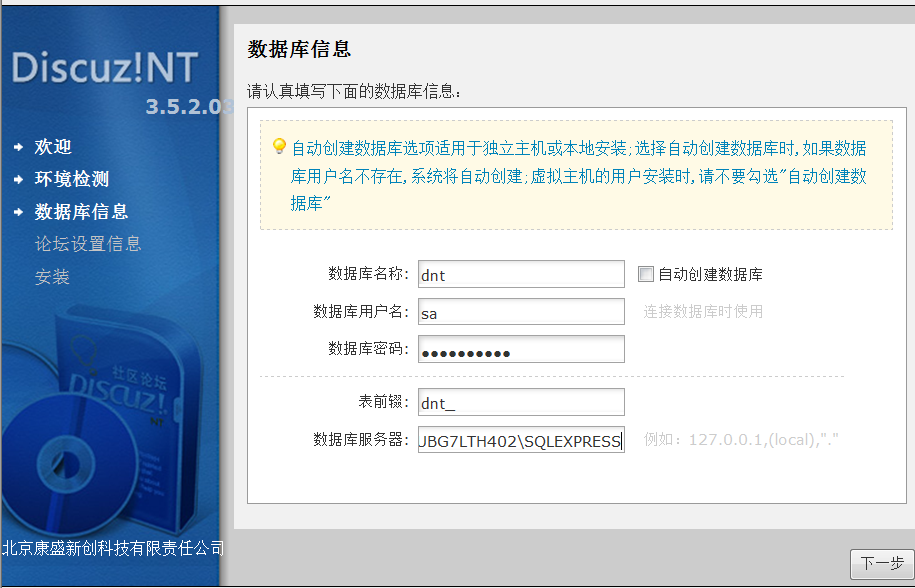 Discuz!NT
3.5.2.08
欢迎
环境检测
数据库信息
论坛设置信息
安装
社区论坛
DISCUZ!
NT
北京康盛新创科技有限责任公司
数据库信息
请认真填写下面的数据库信息:
自动创建数据库选项适用于独立主机或本地安装;选择自动创建数据库时,如果数据
库用户名不存在,系统将自动创建;虚拟主机的用户安装时,请不要勾选"自动创建数
据库"
数据库名称: dnt 自动创建数据库
数据库用户名: sa 连接数据库时使用
数据库密码: ●●●●●●●●●●
表前缀: dnt_
数据库服务器: JBG7LTH402\SQLEXPRESS 例如: 127.0.0.1,(local),"."
下一步